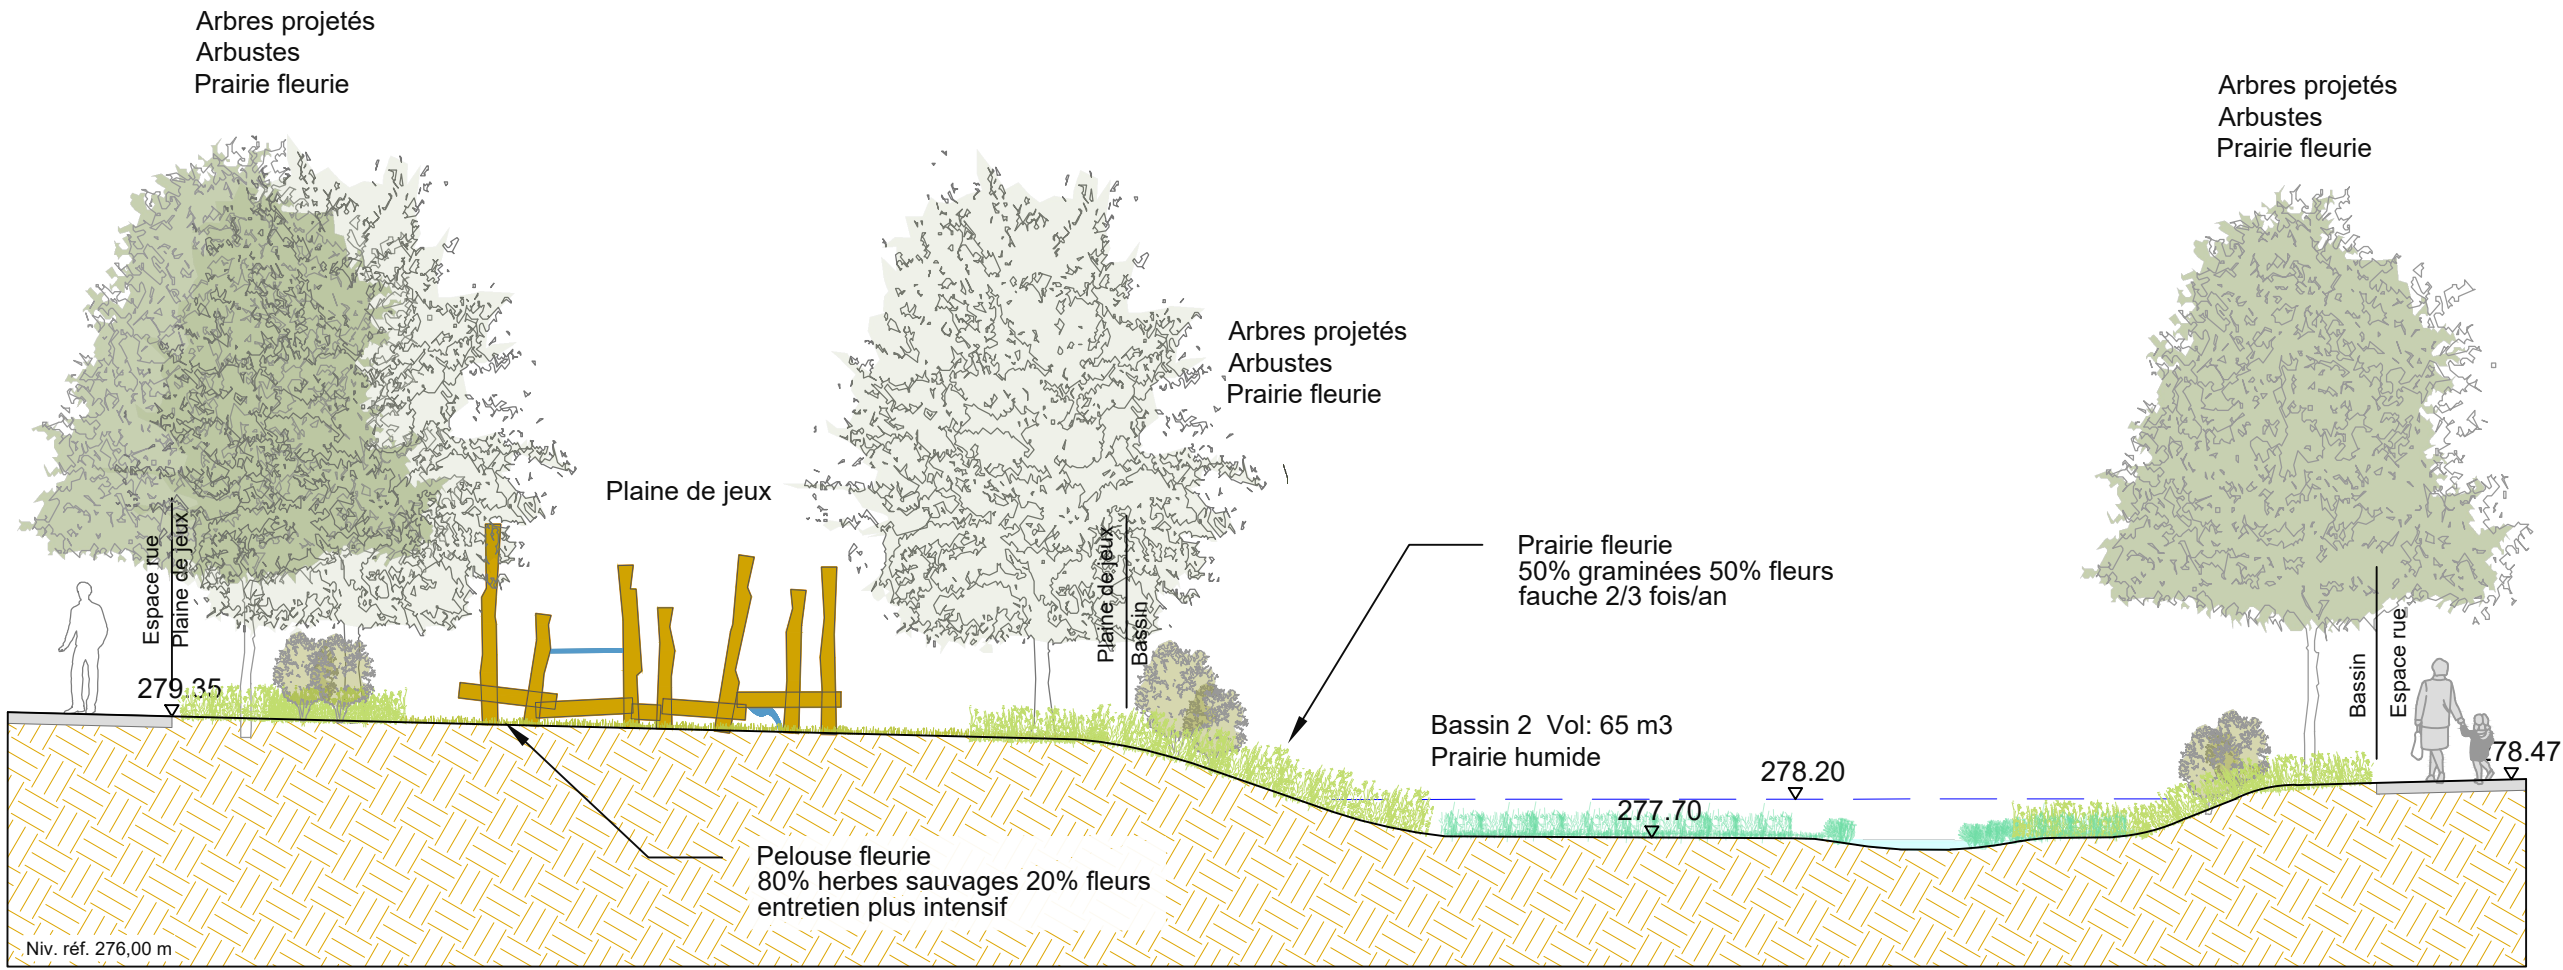 Arbres projetés
Arbustes
Prairie fleurie
Arbres projetés
Arbustes
Prairie fleurie
Arbres projetés
Arbustes
Prairie fleurie
Plaine de jeux
Espace rue
Plaine de jeux
279.35
Plaine de jeux
Bassin
Prairie fleurie
50% graminées 50% fleurs
fauche 2/3 fois/an
Bassin 2 Vol: 65 m3
Prairie humide
278.20
277.70
Bassin
Espace rue
78.47
Pelouse fleurie
80% herbes sauvages 20% fleurs
entretien plus intensif
Niv. réf. 276,00 m